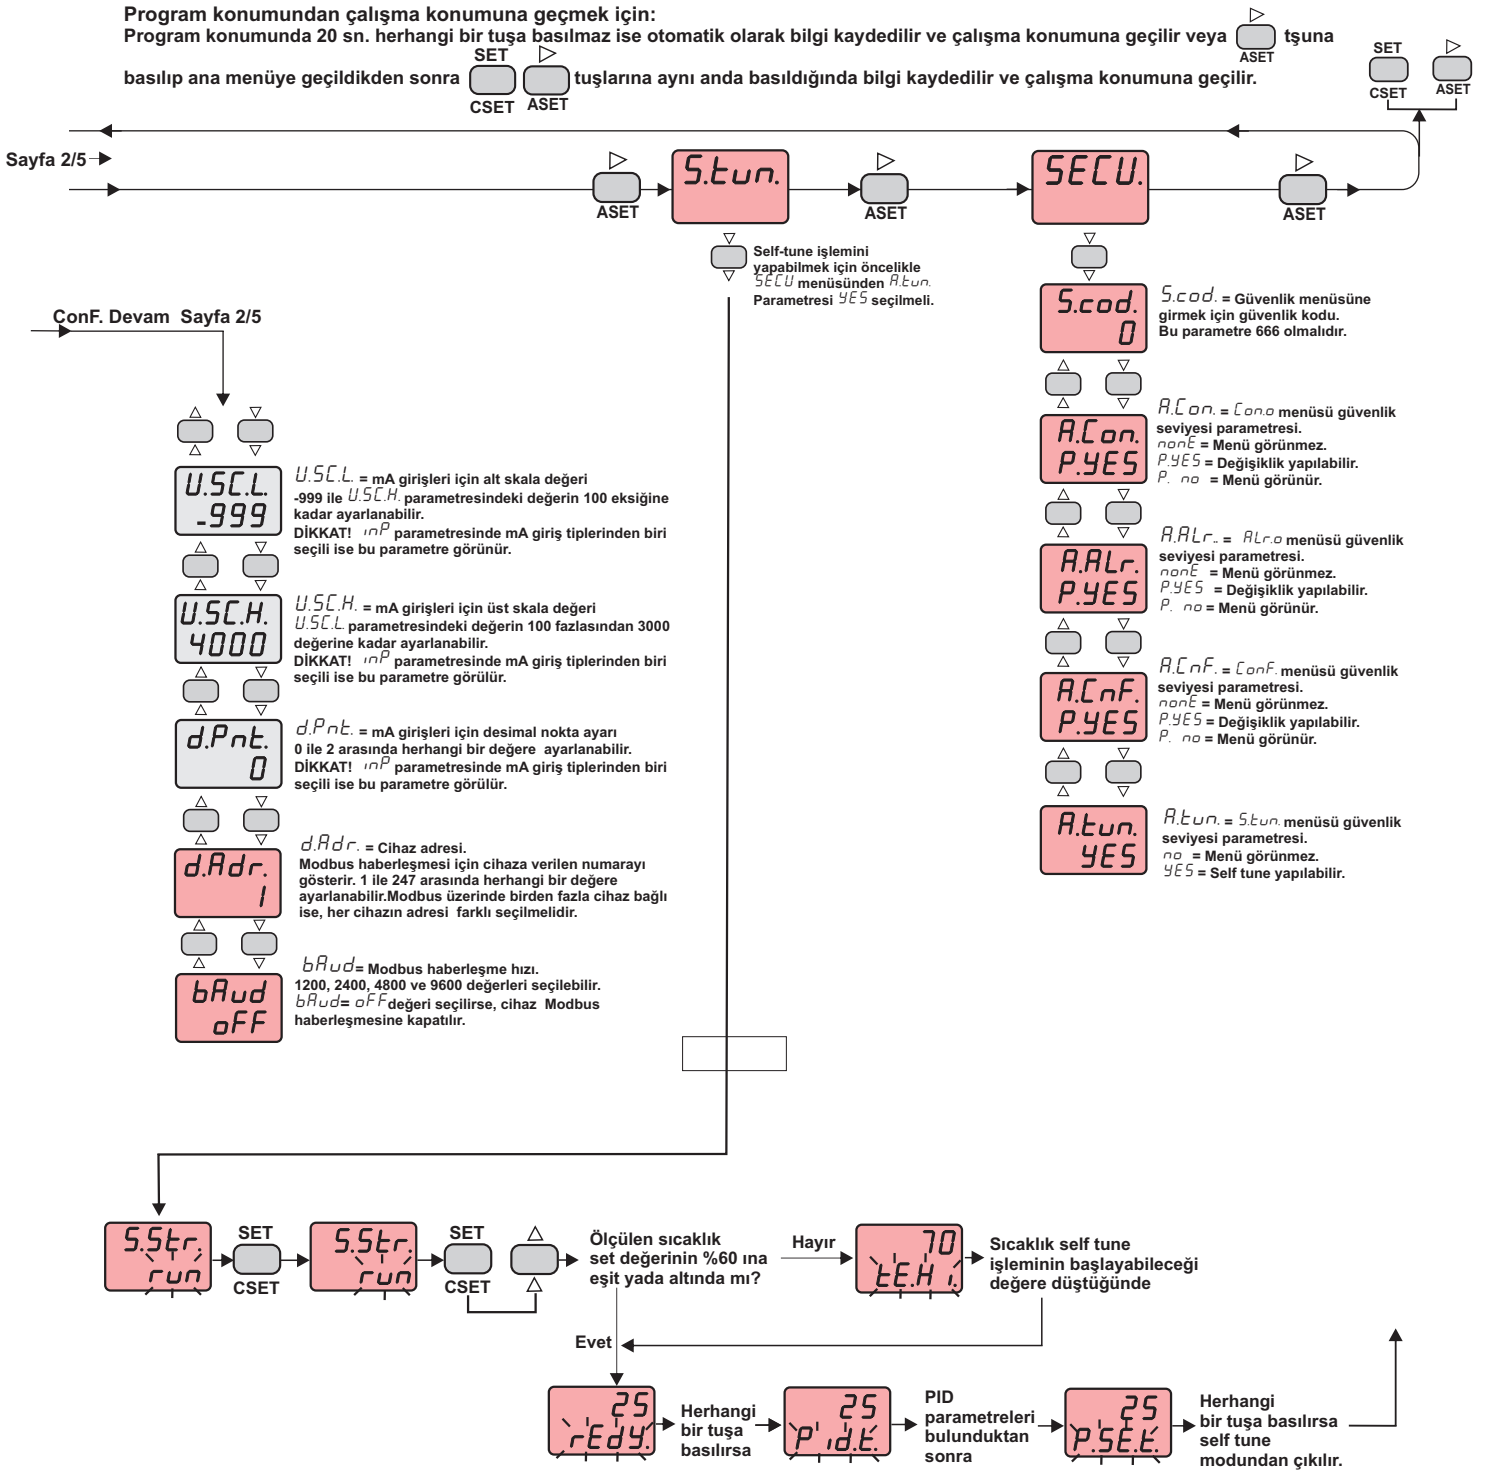 Program konumundan çalışma konumuna geçmek için:
Program konumunda 20 sn. herhangi bir tuşa basılmaz ise otomatik olarak bilgi kaydedilir ve çalışma konumuna geçilir veya ASET tşuna
basılıp ana menüye geçildikden sonra SET CSET ASET tuşlarına aynı anda basıldığında bilgi kaydedilir ve çalışma konumuna geçilir.
SET
CSET
ASET
Sayfa 2/5
ASET
S.tun.
ASET
SECU.
ASET
Self-tune işlemini
yapabilmek için öncelikle
SECU menüsünden A.tun.
Parametresi YES seçilmeli.
S.cod.
0
S.cod. = Güvenlik menüsüne
girmek için güvenlik kodu.
Bu parametre 666 olmalıdır.
A.Con.
P.YES
A.Con. = Con.o menüsü güvenlik
seviyesi parametresi.
nonE = Menü görünmez.
P.YES = Değişiklik yapılabilir.
P. no = Menü görünür.
A.ALr.
P.YES
A.ALr.. = ALr.o menüsü güvenlik
seviyesi parametresi.
nonE = Menü görünmez.
P.YES = Değişiklik yapılabilir.
P. no = Menü görünür.
A.CnF.
P.YES
A.CnF. = ConF. menüsü güvenlik
seviyesi parametresi.
nonE = Menü görünmez.
P.YES = Değişiklik yapılabilir.
P. no = Menü görünür.
A.tun.
YES
A.tun. = S.tun. menüsü güvenlik
seviyesi parametresi.
no = Menü görünmez.
YES = Self tune yapılabilir.
ConF. Devam Sayfa 2/5
U.SC.L.
-999
U.SC.L. = mA girişleri için alt skala değeri
-999 ile U.SC.H. parametresindeki değerin 100 eksiğine
kadar ayarlanabilir.
DİKKAT! inP parametresinde mA giriş tiplerinden biri
seçili ise bu parametre görünür.
U.SC.H.
4000
U.SC.H. = mA girişleri için üst skala değeri
U.SC.L. parametresindeki değerin 100 fazlasından 3000
değerine kadar ayarlanabilir.
DİKKAT! inP parametresinde mA giriş tiplerinden biri
seçili ise bu parametre görülür.
d.Pnt.
0
d.Pnt. = mA girişleri için desimal nokta ayarı
0 ile 2 arasında herhangi bir değere ayarlanabilir.
DİKKAT! inP parametresinde mA giriş tiplerinden biri
seçili ise bu parametre görülür.
d.Adr.
1
d.Adr. = Cihaz adresi.
Modbus haberleşmesi için cihaza verilen numarayı
gösterir. 1 ile 247 arasında herhangi bir değere
ayarlanabilir.Modbus üzerinde birden fazla cihaz bağlı
ise, her cihazın adresi farklı seçilmelidir.
bAud
oFF
bAud= Modbus haberleşme hızı.
1200, 2400, 4800 ve 9600 değerleri seçilebilir.
bAud= oFF değeri seçilirse, cihaz Modbus
haberleşmesine kapatılır.
S.Str.
run
SET
CSET
S.Str.
run
SET
CSET
Ölçülen sıcaklık
set değerinin %60 ına
eşit yada altında mı?
Hayır
70
tE.Hi.
Sıcaklık self tune
işleminin başlayabileceği
değere düştüğünde
Evet
25
rEdY.
Herhangi
bir tuşa
basılırsa
25
Pid.t.
PID
parametreleri
bulunduktan
sonra
25
P.SE.t.
Herhangi
bir tuşa basılırsa
self tune
modundan çıkılır.